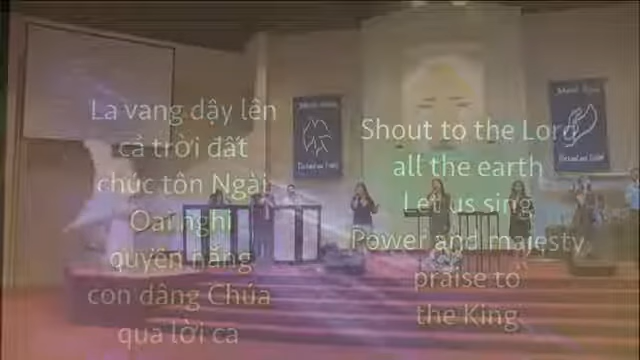 La vang dậy lên
cả trời đất
chúc tôn Ngài
Oai nghi
quyền năng
con dâng Chúa
qua lời ca
Shout to the Lord
all the earth
Let us sing
Power and majesty
praise to
the King